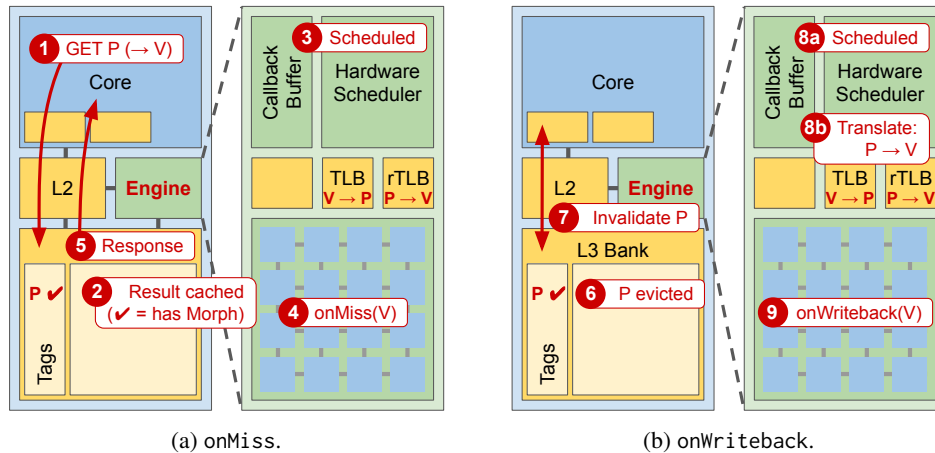 1 GET P (→ V)
Core
L2
Engine
5 Response
P ✔
2 Result cached
(✔ = has Morph)
Tags
3 Scheduled
Callback
Buffer
Hardware
Scheduler
TLB
V → P
rTLB
P → V
4 onMiss(V)
(a) onMiss.
Core
L2
Engine
7 Invalidate P
L3 Bank
P ✔
6 P evicted
Tags
8a Scheduled
Callback
Buffer
Hardware
Scheduler
8b Translate:
P → V
TLB
V → P
rTLB
P → V
9 onWriteback(V)
(b) onWriteback.